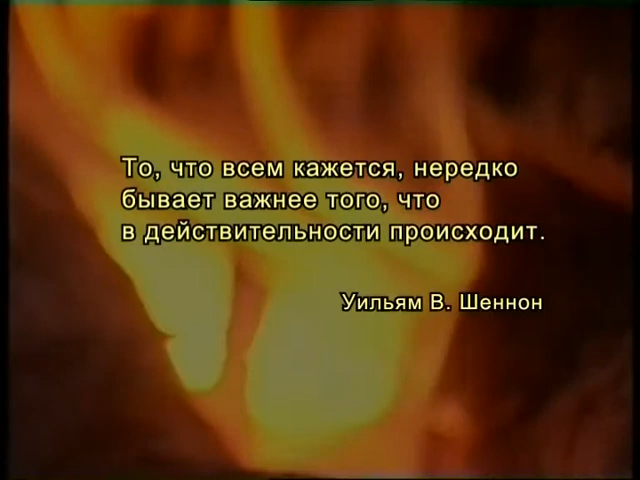 То, что всем кажется, нередко
бывает важнее того, что
в действительности происходит.
Уильям В. Шеннон